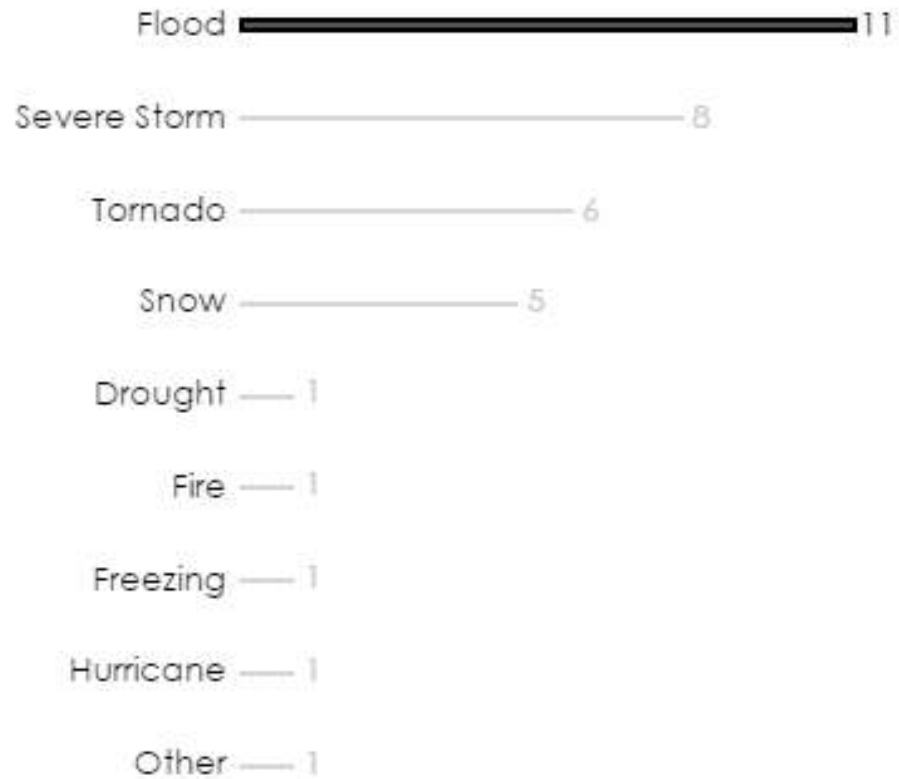 Flood 11
Severe Storm 8
Tornado 6
Snow 5
Drought 1
Fire 1
Freezing 1
Hurricane 1
Other 1